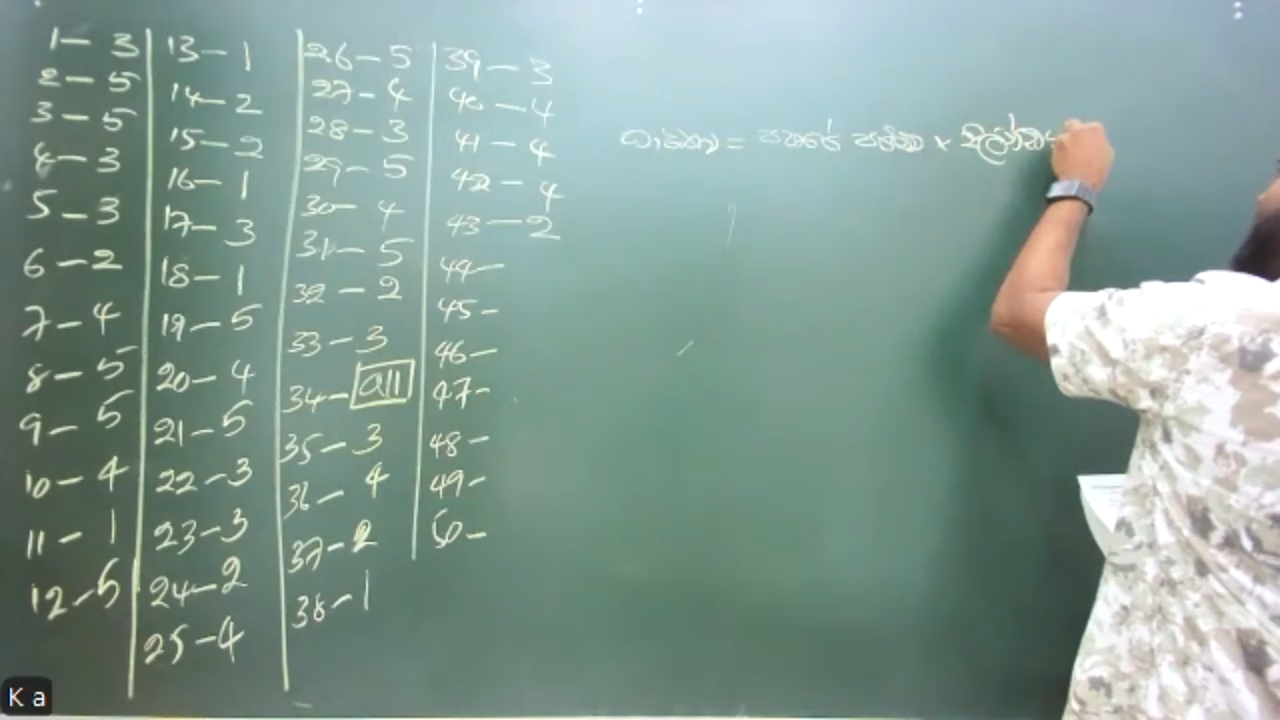 1 - 3
2 - 5
3 - 5
4 - 3
5 - 3
6 - 2
7 - 4
8 - 5
9 - 5
10 - 4
11 - 1
12 - 5
13 - 1
14 - 2
15 - 2
16 - 1
17 - 3
18 - 1
19 - 5
20 - 4
21 - 5
22 - 3
23 - 3
24 - 2
25 - 4
26 - 5
27 - 4
28 - 3
29 - 5
30 - 4
31 - 5
32 - 2
33 - 3
34 - all
35 - 3
36 - 4
37 - 2
38 - 1
39 - 3
40 - 4
41 - 4
42 - 4
43 - 2
44 -
45 -
46 -
47 -
48 -
49 -
50 -
ධාරිතාව = පතුලේ ×
K a